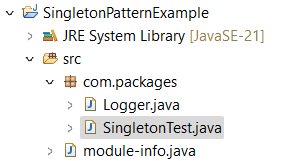 SingletonPatternExample
JRE System Library [JavaSE-21]
src
com.packages
Logger.java
SingletonTest.java
module-info.java